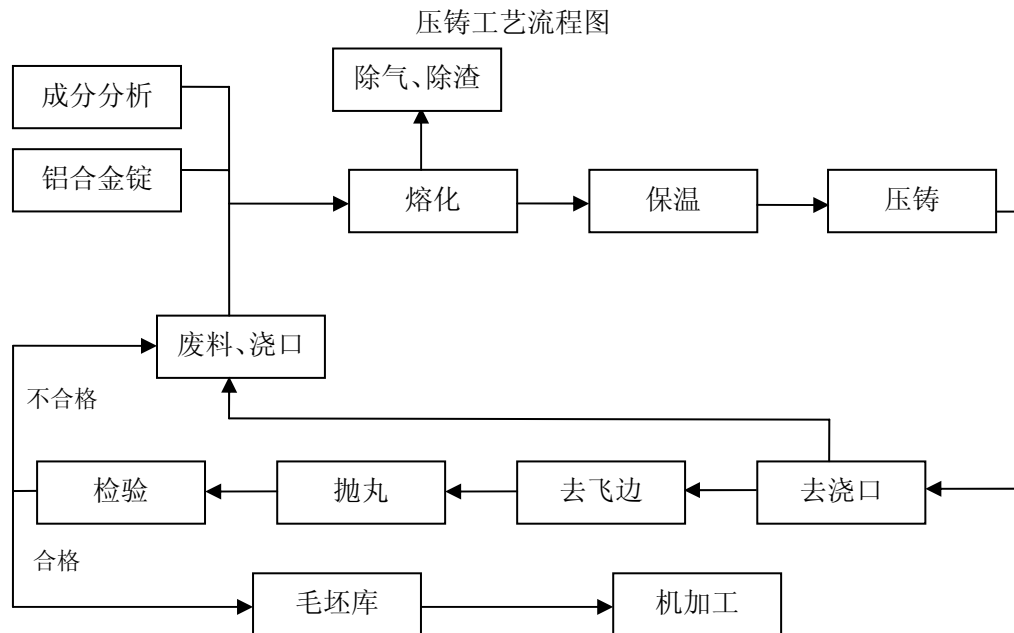 压铸工艺流程图
除气、除渣
成分分析
铝合金锭
熔化
保温
压铸
废料、浇口
不合格
检验
抛丸
去飞边
去浇口
合格
毛坯库
机加工